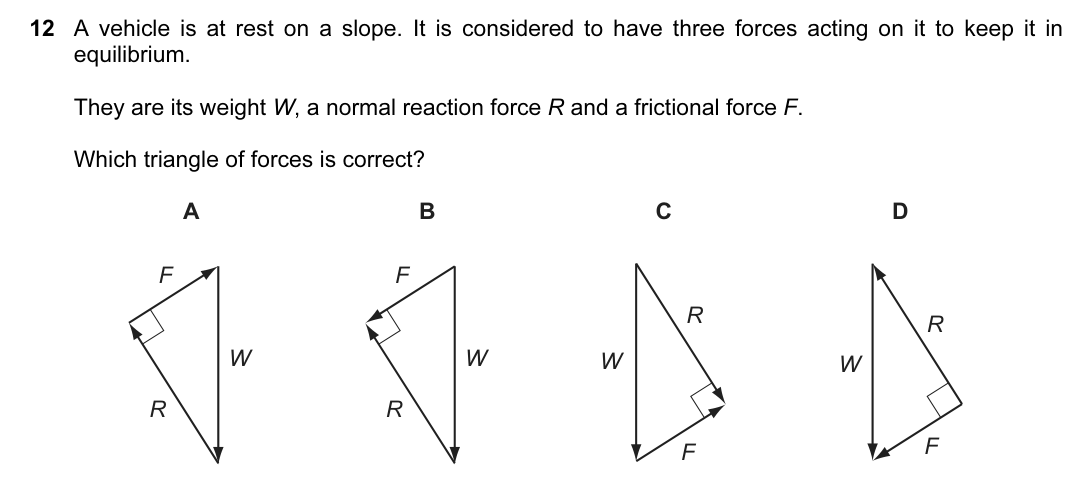 12 A vehicle is at rest on a slope. It is considered to have three forces acting on it to keep it in
equilibrium.
They are its weight W, a normal reaction force R and a frictional force F.
Which triangle of forces is correct?
A B C D
F F
R R
W W W W
R R
F F